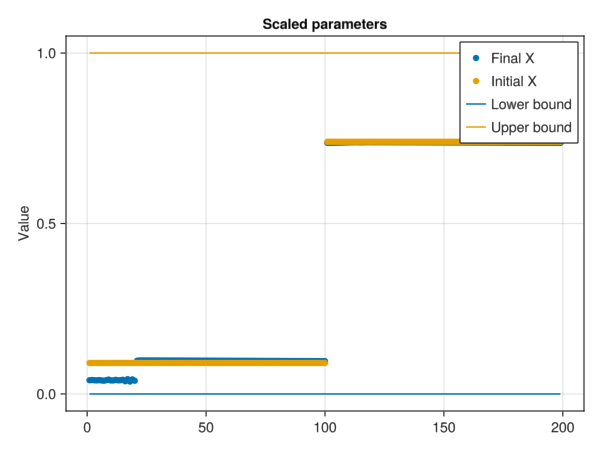 Scaled parameters
Final X
Initial X
Lower bound
Upper bound
Value
1.0
0.5
0.0
0
50
100
150
200